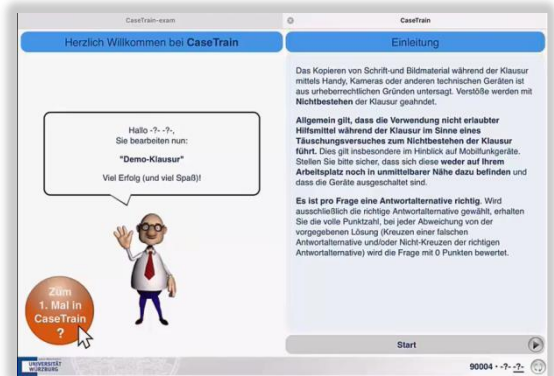 CaseTrain-exam
CaseTrain
Herzlich Willkommen bei CaseTrain
Hallo -?- -?-,
Sie bearbeiten nun:
"Demo-Klausur"
Viel Erfolg (und viel Spaß)!
Zum
1. Mal in
CaseTrain
?
UNIVERSITÄT
WÜRZBURG
Einleitung
Das Kopieren von Schrift-und Bildmaterial während der Klausur
mittels Handy, Kameras oder anderen technischen Geräten ist
aus urheberrechtlichen Gründen untersagt. Verstöße werden mit
Nichtbestehen der Klausur geahndet.
Allgemein gilt, dass die Verwendung nicht erlaubter
Hilfsmittel während der Klausur im Sinne eines
Täuschungsversuches zum Nichtbestehen der Klausur
führt. Dies gilt insbesondere im Hinblick auf Mobilfunkgeräte.
Stellen Sie bitte sicher, dass sich diese weder auf Ihrem
Arbeitsplatz noch in unmittelbarer Nähe dazu befinden und
dass die Geräte ausgeschaltet sind.
Es ist pro Frage eine Antwortalternative richtig. Wird
ausschließlich die richtige Antwortalternative gewählt, erhalten
Sie die volle Punktzahl, bei jeder Abweichung von der
vorgegebenen Lösung (Kreuzen einer falschen
Antwortalternative und/oder Nicht-Kreuzen der richtigen
Antwortalternative) wird die Frage mit 0 Punkten bewertet.
Start
90004 · -?- -?-